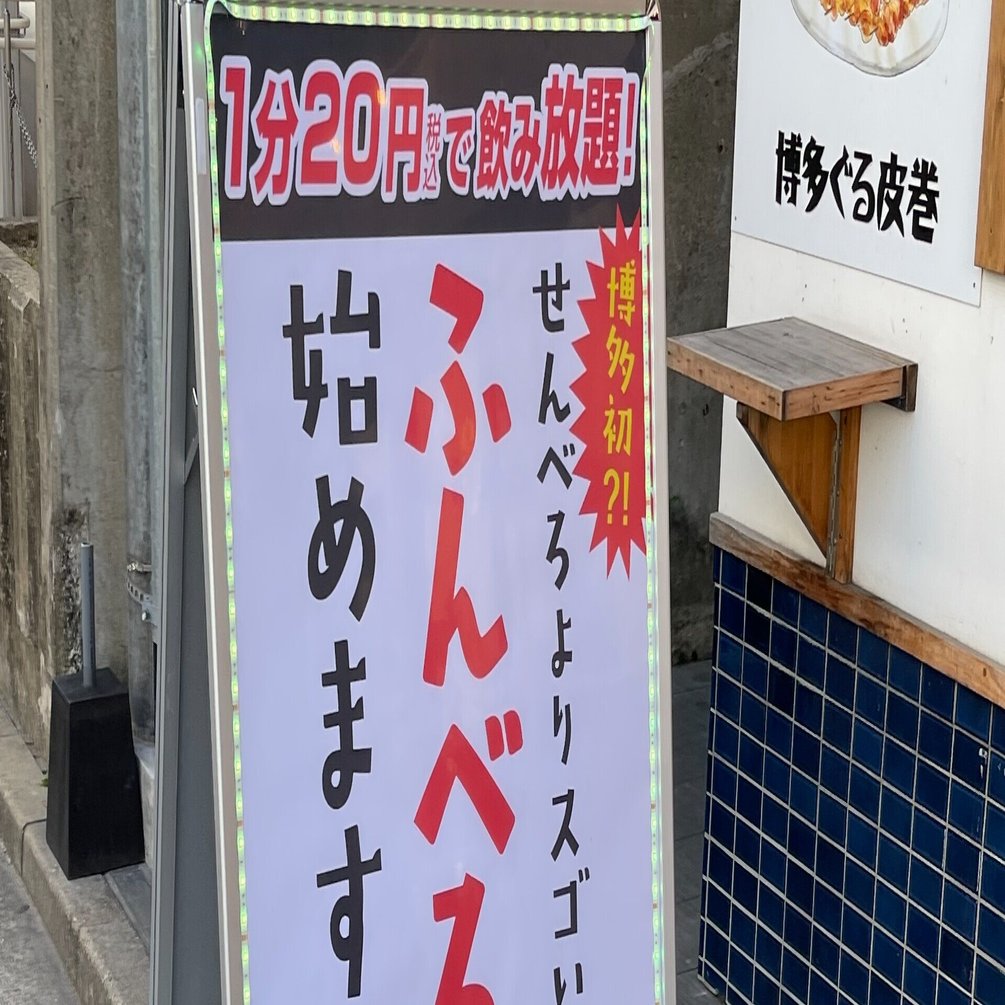 1分20円税込で飲み放題!
博多初?!
せんべろよりスゴい
ふんべろ
始めます
博多ぐる皮巻